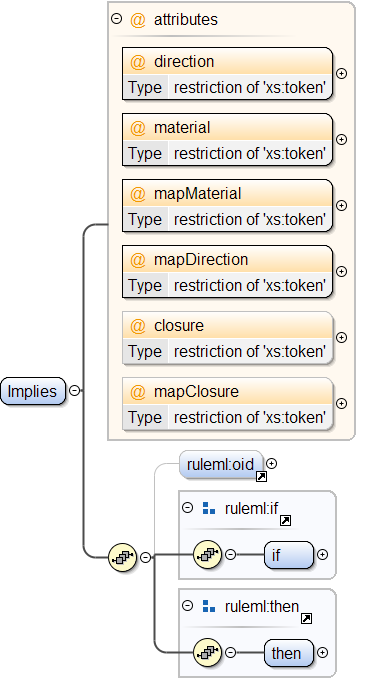 @ attributes
@ direction
Type restriction of 'xs:token'
@ material
Type restriction of 'xs:token'
@ mapMaterial
Type restriction of 'xs:token'
@ mapDirection
Type restriction of 'xs:token'
@ closure
Type restriction of 'xs:token'
@ mapClosure
Type restriction of 'xs:token'
Implies
ruleml:oid
ruleml:if
if
ruleml:then
then